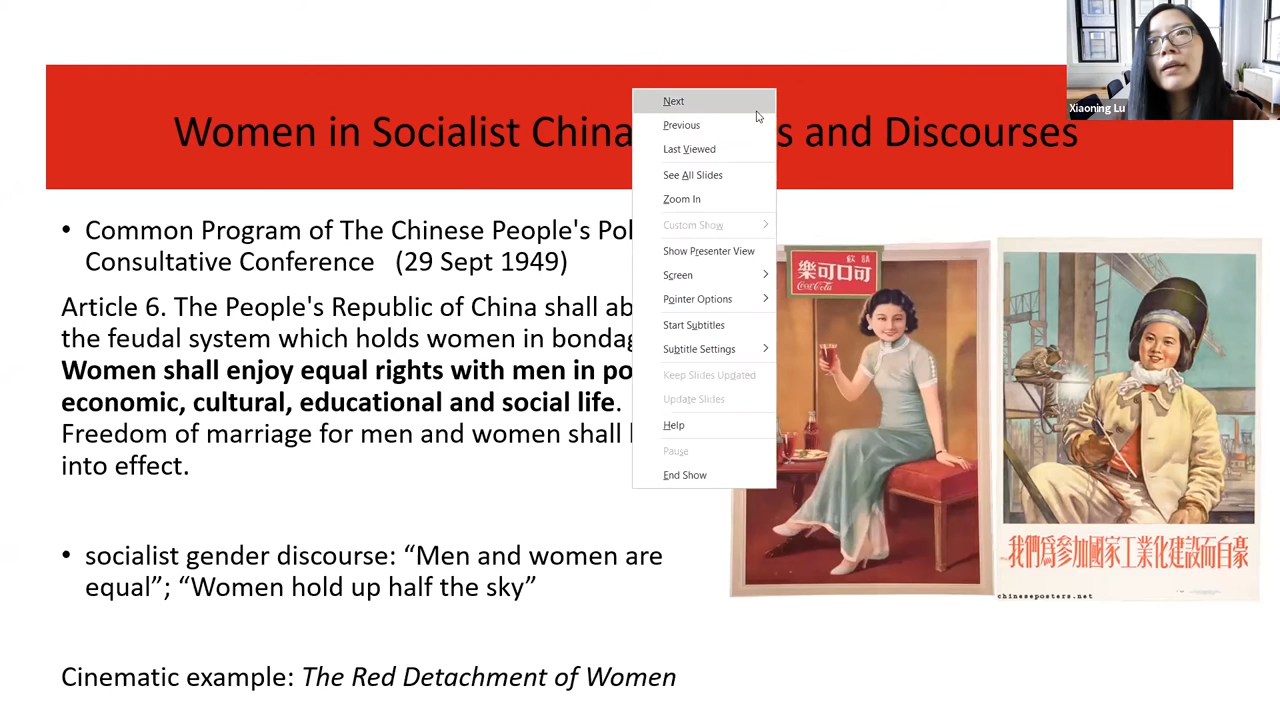 Xiaoning Lu
Women in Socialist China
s and Discourses
• Common Program of The Chinese People's Pol
Consultative Conference (29 Sept 1949)
Article 6. The People's Republic of China shall ab
the feudal system which holds women in bondag
Women shall enjoy equal rights with men in po
economic, cultural, educational and social life.
Freedom of marriage for men and women shall
into effect.
• socialist gender discourse: “Men and women are
equal”; “Women hold up half the sky”
Cinematic example: The Red Detachment of Women
Next
Previous
Last Viewed
See All Slides
Zoom In
Custom Show
Show Presenter View
Screen
Pointer Options
Start Subtitles
Subtitle Settings
Keep Slides Updated
Update Slides
Help
Pause
End Show
飲請
樂可口可
Coca-Cola
我們爲參加國家工業化建設而自豪
chineseposters.net